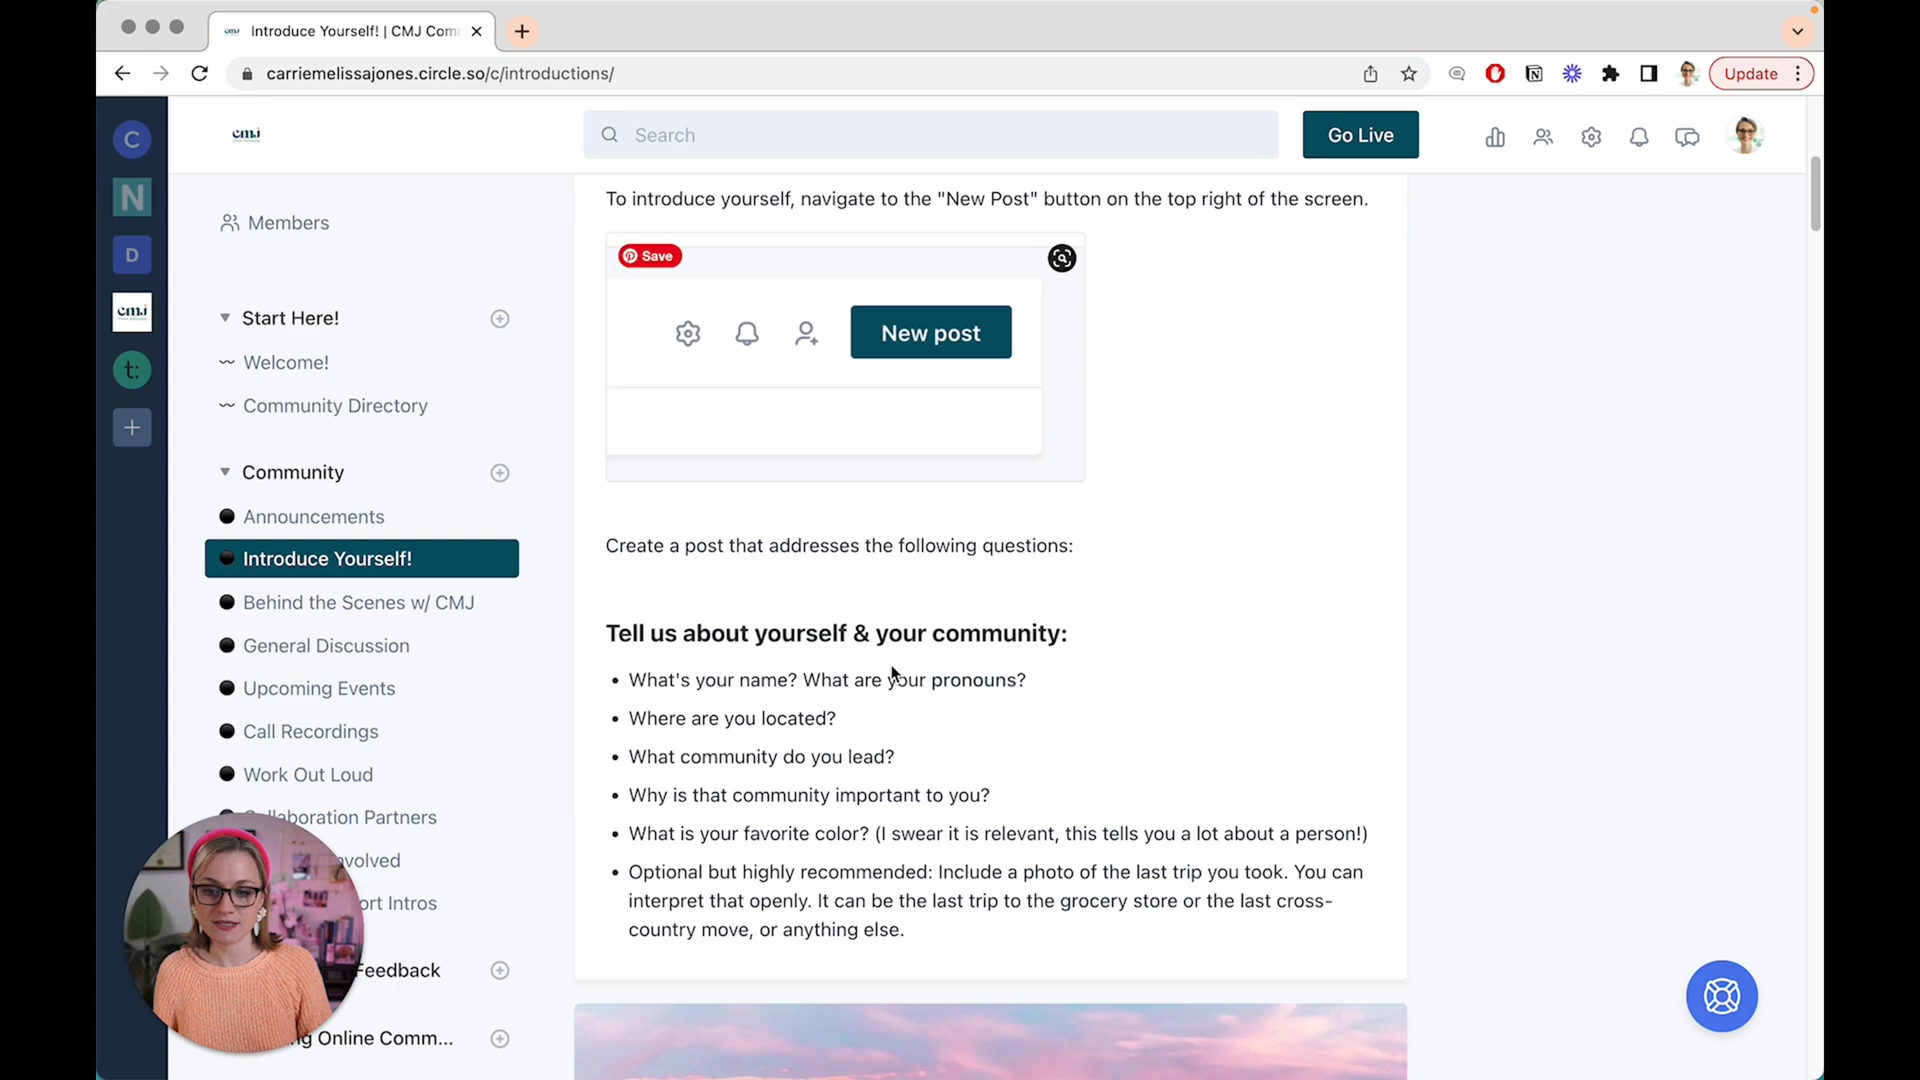 cmj
Introduce Yourself! | CMJ Com
carriemelissajones.circle.so/c/introductions/
Update
C
cmj
Search
Go Live
N
D
cmj
t:
Members
Start Here!
Welcome!
Community Directory
Community
Announcements
Introduce Yourself!
Behind the Scenes w/ CMJ
General Discussion
Upcoming Events
Call Recordings
Work Out Loud
Partners
Intros
Feedback
Online Comm...
To introduce yourself, navigate to the "New Post" button on the top right of the screen.
Save
New post
Create a post that addresses the following questions:
Tell us about yourself & your community:
• What's your name? What are your pronouns?
• Where are you located?
• What community do you lead?
• Why is that community important to you?
• What is your favorite color? (I swear it is relevant, this tells you a lot about a person!)
• Optional but highly recommended: Include a photo of the last trip you took. You can
interpret that openly. It can be the last trip to the grocery store or the last cross-
country move, or anything else.